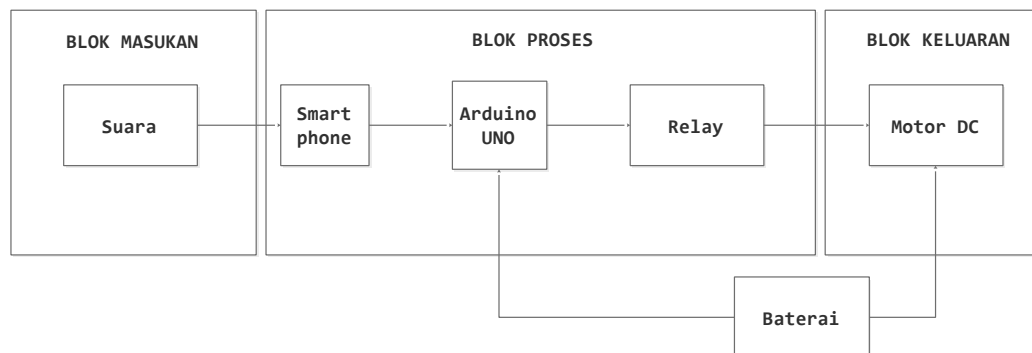 BLOK MASUKAN
BLOK PROSES
BLOK KELUARAN
Suara
Smart
phone
Arduino
UNO
Relay
Motor DC
Baterai